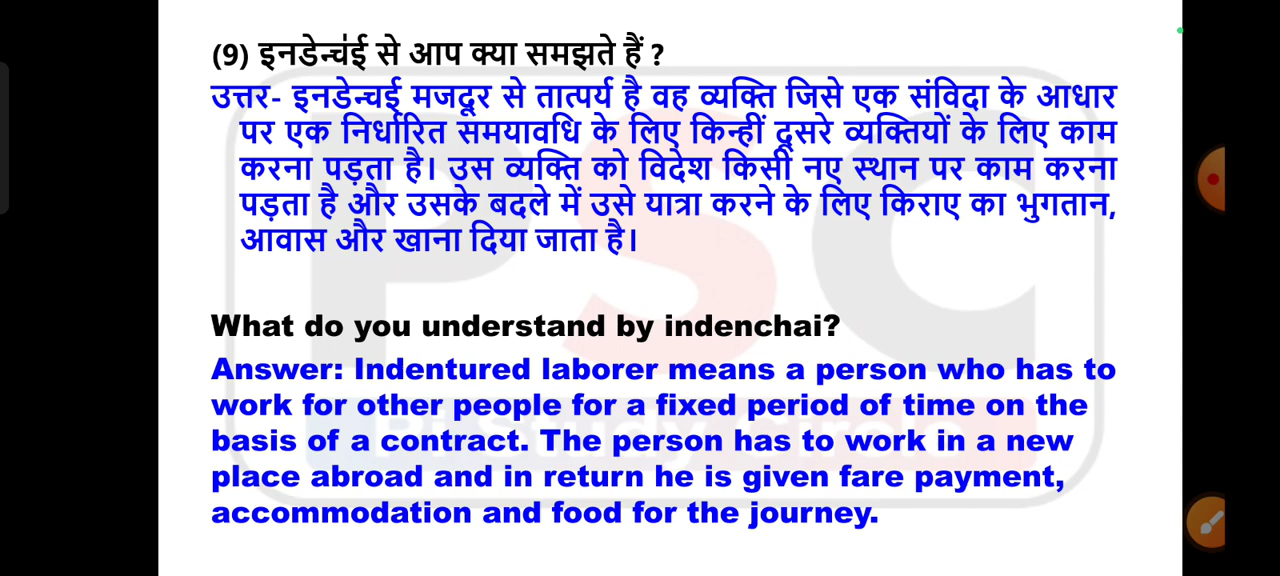 (9) इनडेन्चंई से आप क्या समझते हैं ?
उत्तर- इनडेन्चई मजदूर से तात्पर्य है वह व्यक्ति जिसे एक संविदा के आधार
पर एक निर्धारित समयावधि के लिए किन्हीं दूसरे व्यक्तियों के लिए काम
करना पड़ता है। उस व्यक्ति को विदेश किसी नए स्थान पर काम करना
पड़ता है और उसके बदले में उसे यात्रा करने के लिए किराए का भुगतान,
आवास और खाना दिया जाता है।
What do you understand by indenchai?
Answer: Indentured laborer means a person who has to
work for other people for a fixed period of time on the
basis of a contract. The person has to work in a new
place abroad and in return he is given fare payment,
accommodation and food for the journey.
PSC
Study Circle